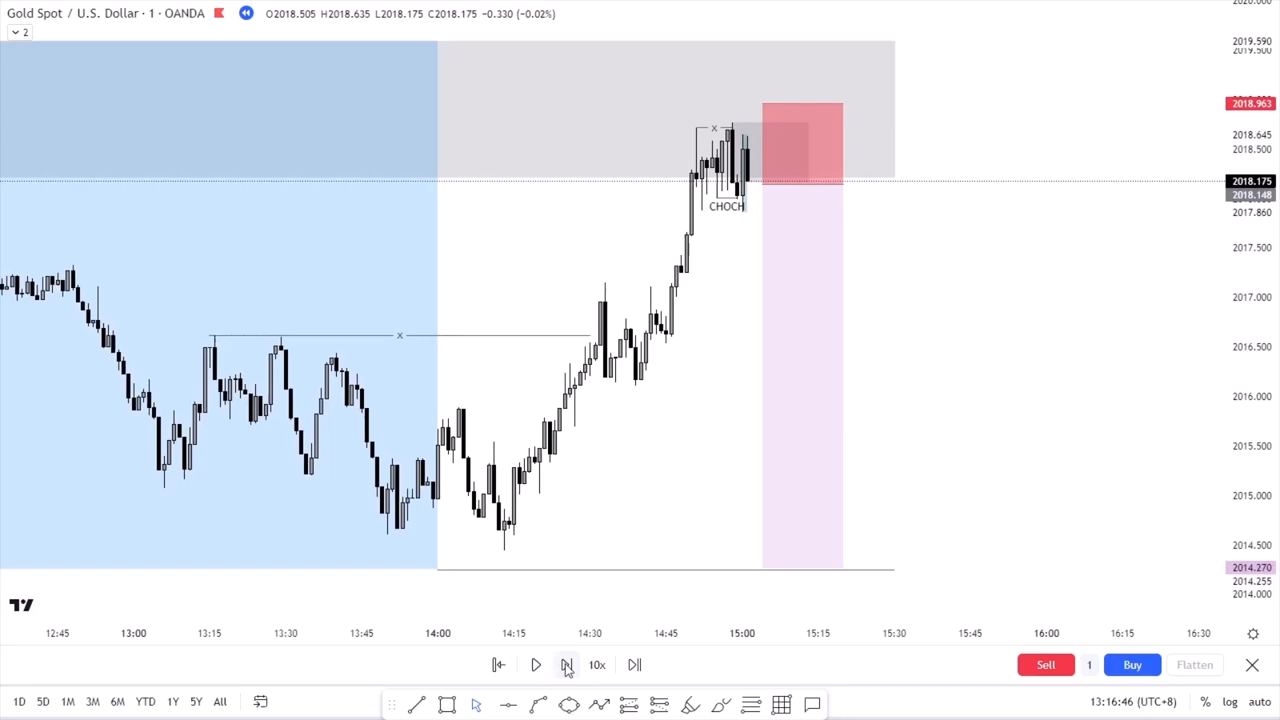 Gold Spot / U.S. Dollar · 1 · OANDA O2018.505 H2018.635 L2018.175 C2018.175 −0.330 (−0.02%)
2
2019.590
2018.963
2018.645
2018.500
2018.175
2018.148
2017.860
2017.500
2017.000
2016.500
2016.000
2015.500
2015.000
2014.500
2014.270
2014.255
2014.000
x
CHOCH
x
12:45 13:00 13:15 13:30 13:45 14:00 14:15 14:30 14:45 15:00 15:15 15:30 15:45 16:00 16:15 16:30
10x Sell 1 Buy Flatten
1D 5D 1M 3M 6M YTD 1Y 5Y All 13:16:46 (UTC+8) % log auto